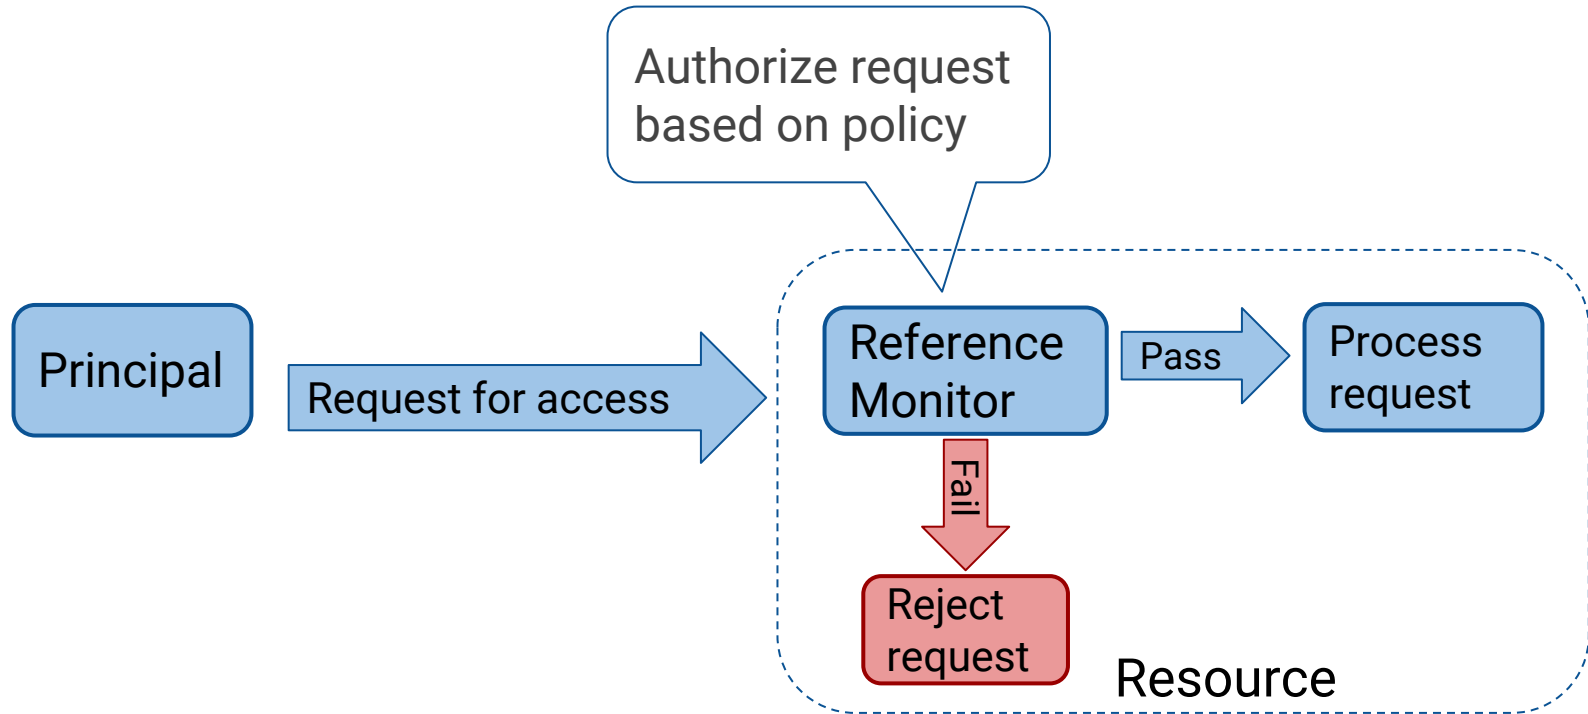 Authorize request
based on policy
Principal
Request for access
Reference
Monitor
Pass
Process
request
Fail
Reject
request
Resource